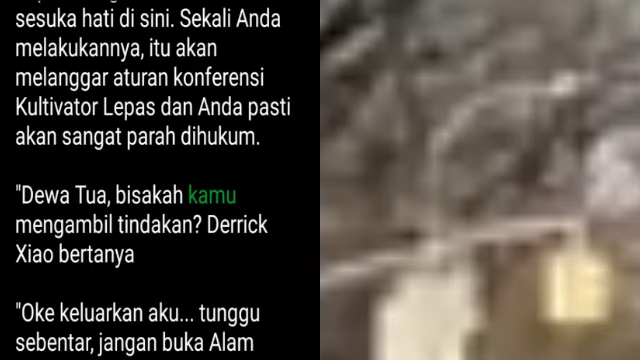 sesuka hati di sini. Sekali Anda
melakukannya, itu akan
melanggar aturan konferensi
Kultivator Lepas dan Anda pasti
akan sangat parah dihukum.
"Dewa Tua, bisakah kamu
mengambil tindakan? Derrick
Xiao bertanya
"Oke keluarkan aku... tunggu
sebentar, jangan buka Alam